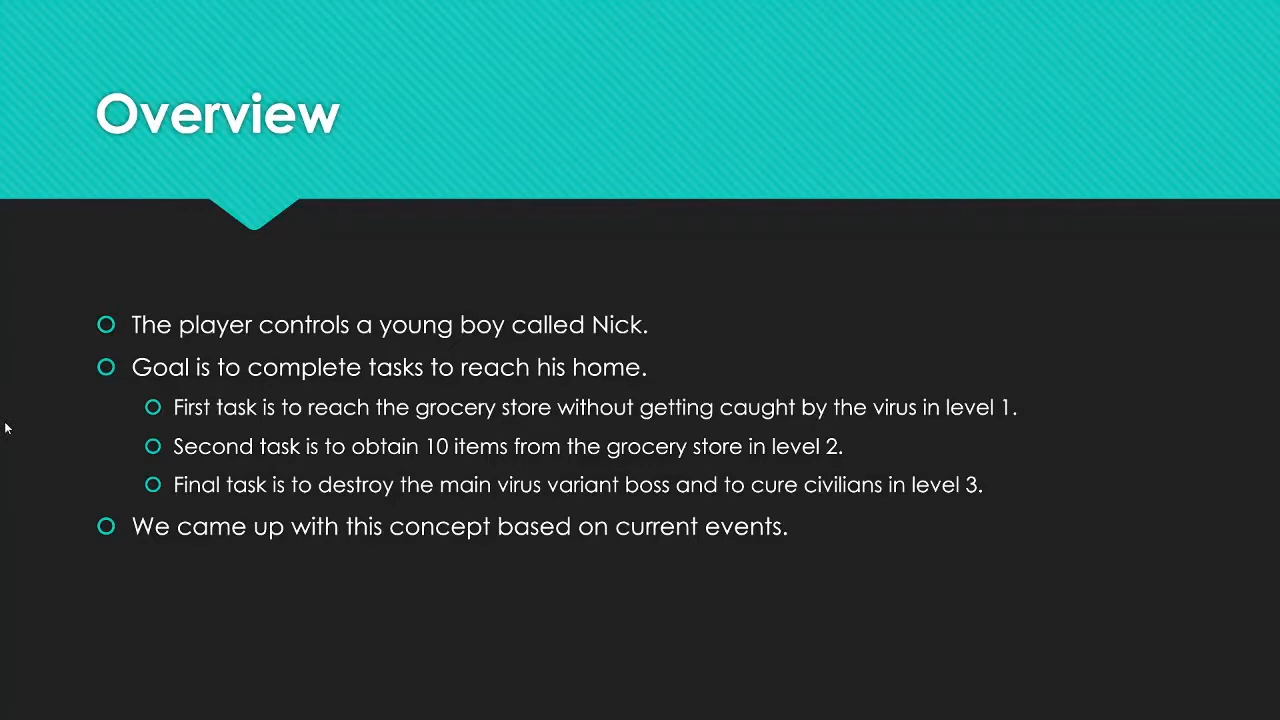 Overview
The player controls a young boy called Nick.
Goal is to complete tasks to reach his home.
First task is to reach the grocery store without getting caught by the virus in level 1.
Second task is to obtain 10 items from the grocery store in level 2.
Final task is to destroy the main virus variant boss and to cure civilians in level 3.
We came up with this concept based on current events.